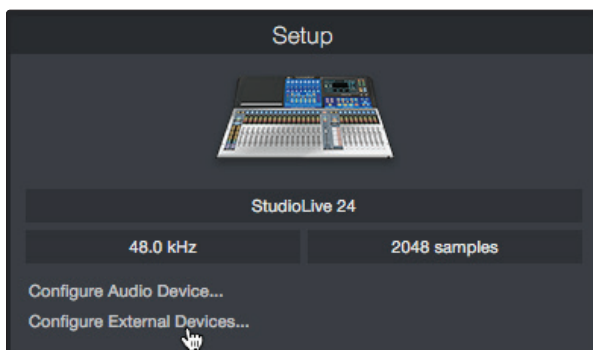 Setup
StudioLive 24
48.0 kHz 2048 samples
Configure Audio Device...
Configure External Devices...